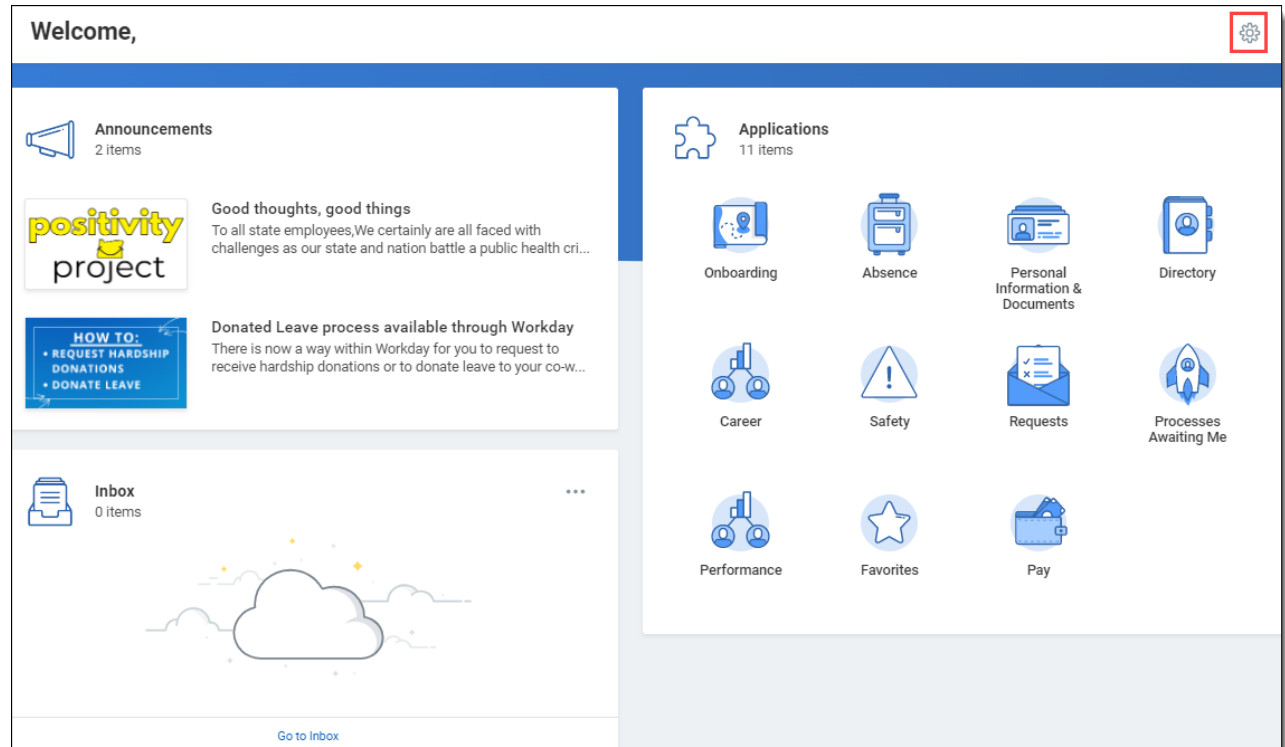 Welcome,
Announcements
2 items
positivity
project
Good thoughts, good things
To all state employees,We certainly are all faced with
challenges as our state and nation battle a public health cri...
HOW TO:
• REQUEST HARDSHIP
DONATIONS
• DONATE LEAVE
Donated Leave process available through Workday
There is now a way within Workday for you to request to
receive hardship donations or to donate leave to your co-w...
Inbox
0 items
Go to Inbox
Applications
11 items
Onboarding
Absence
Personal
Information &
Documents
Directory
Career
Safety
Requests
Processes
Awaiting Me
Performance
Favorites
Pay